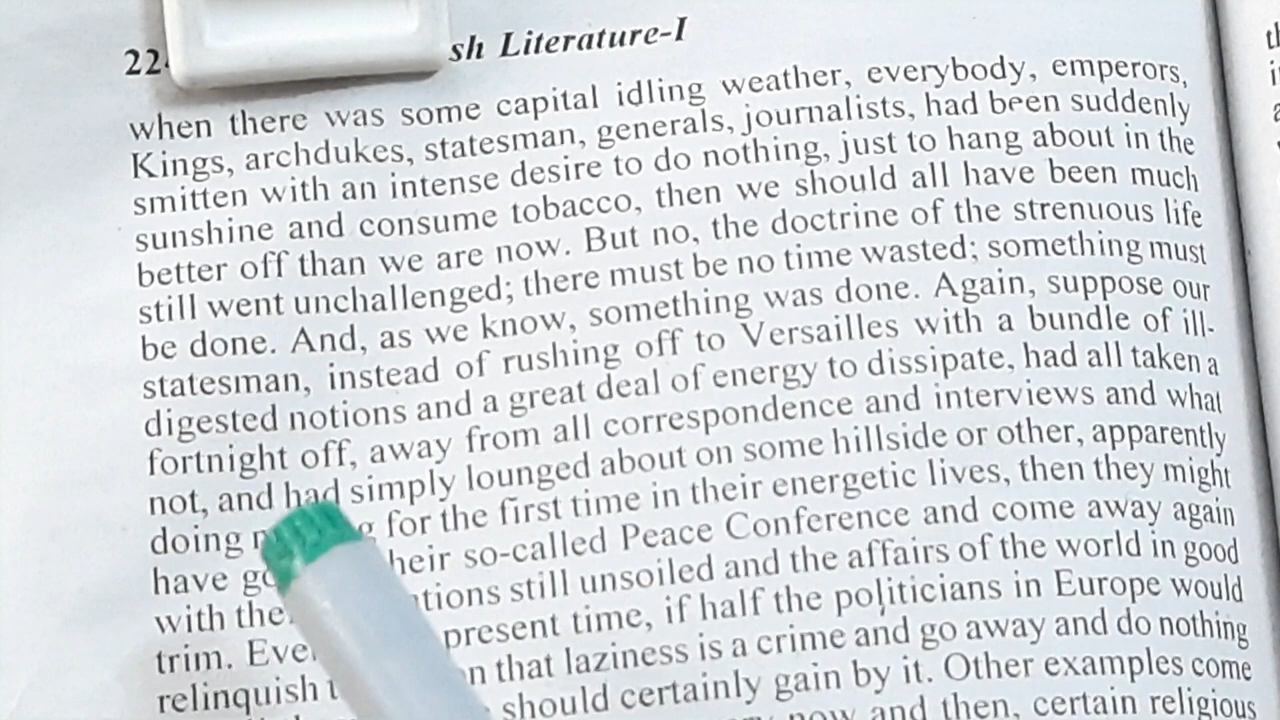 22 sh Literature-I
when there was some capital idling weather, everybody, emperors,
Kings, archdukes, statesman, generals, journalists, had been suddenly
smitten with an intense desire to do nothing, just to hang about in the
sunshine and consume tobacco, then we should all have been much
better off than we are now. But no, the doctrine of the strenuous life
still went unchallenged; there must be no time wasted; something must
be done. And, as we know, something was done. Again, suppose our
statesman, instead of rushing off to Versailles with a bundle of ill-
digested notions and a great deal of energy to dissipate, had all taken a
fortnight off, away from all correspondence and interviews and what
not, and had simply lounged about on some hillside or other, apparently
doing for the first time in their energetic lives, then they might
have heir so-called Peace Conference and come away again
with tions still unsoiled and the affairs of the world in good
trim. present time, if half the politicians in Europe would
relinquish that laziness is a crime and go away and do nothing
should certainly gain by it. Other examples come
now and then, certain religious